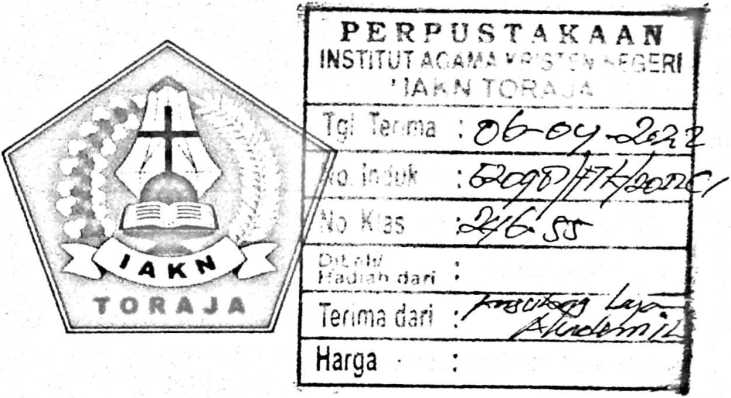 IAKN
TORAJA
PERPUSTAKAAN
INSTITUT AGAMA KRISTEN NEGERI
IAKN TORAJA
Tgl Terima : 06-04-2022
No. Induk :
No Klas : 246.55
Dibeli/
Hadiah dari :
Terima dari :
Akademik
Harga :